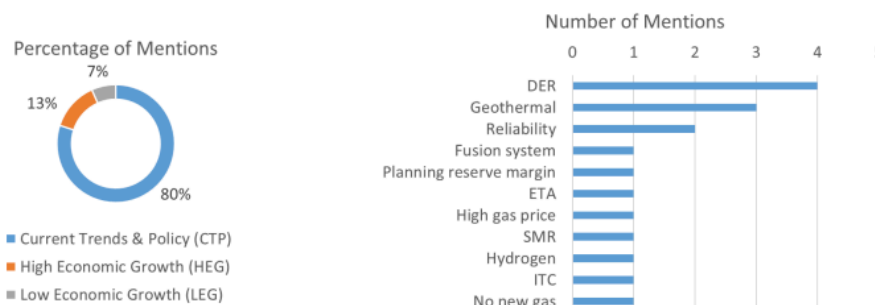 Percentage of Mentions
7%
13%
80%
Current Trends & Policy (CTP)
High Economic Growth (HEG)
Low Economic Growth (LEG)
Number of Mentions
0 1 2 3 4
DER
Geothermal
Reliability
Fusion system
Planning reserve margin
ETA
High gas price
SMR
Hydrogen
ITC
No new gas